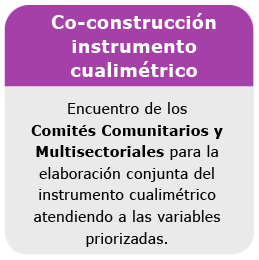 Co-construcción
instrumento
cualimétrico
Encuentro de los
Comités Comunitarios y
Multisectoriales para la
elaboración conjunta del
instrumento cualimétrico
atendiendo a las variables
priorizadas.